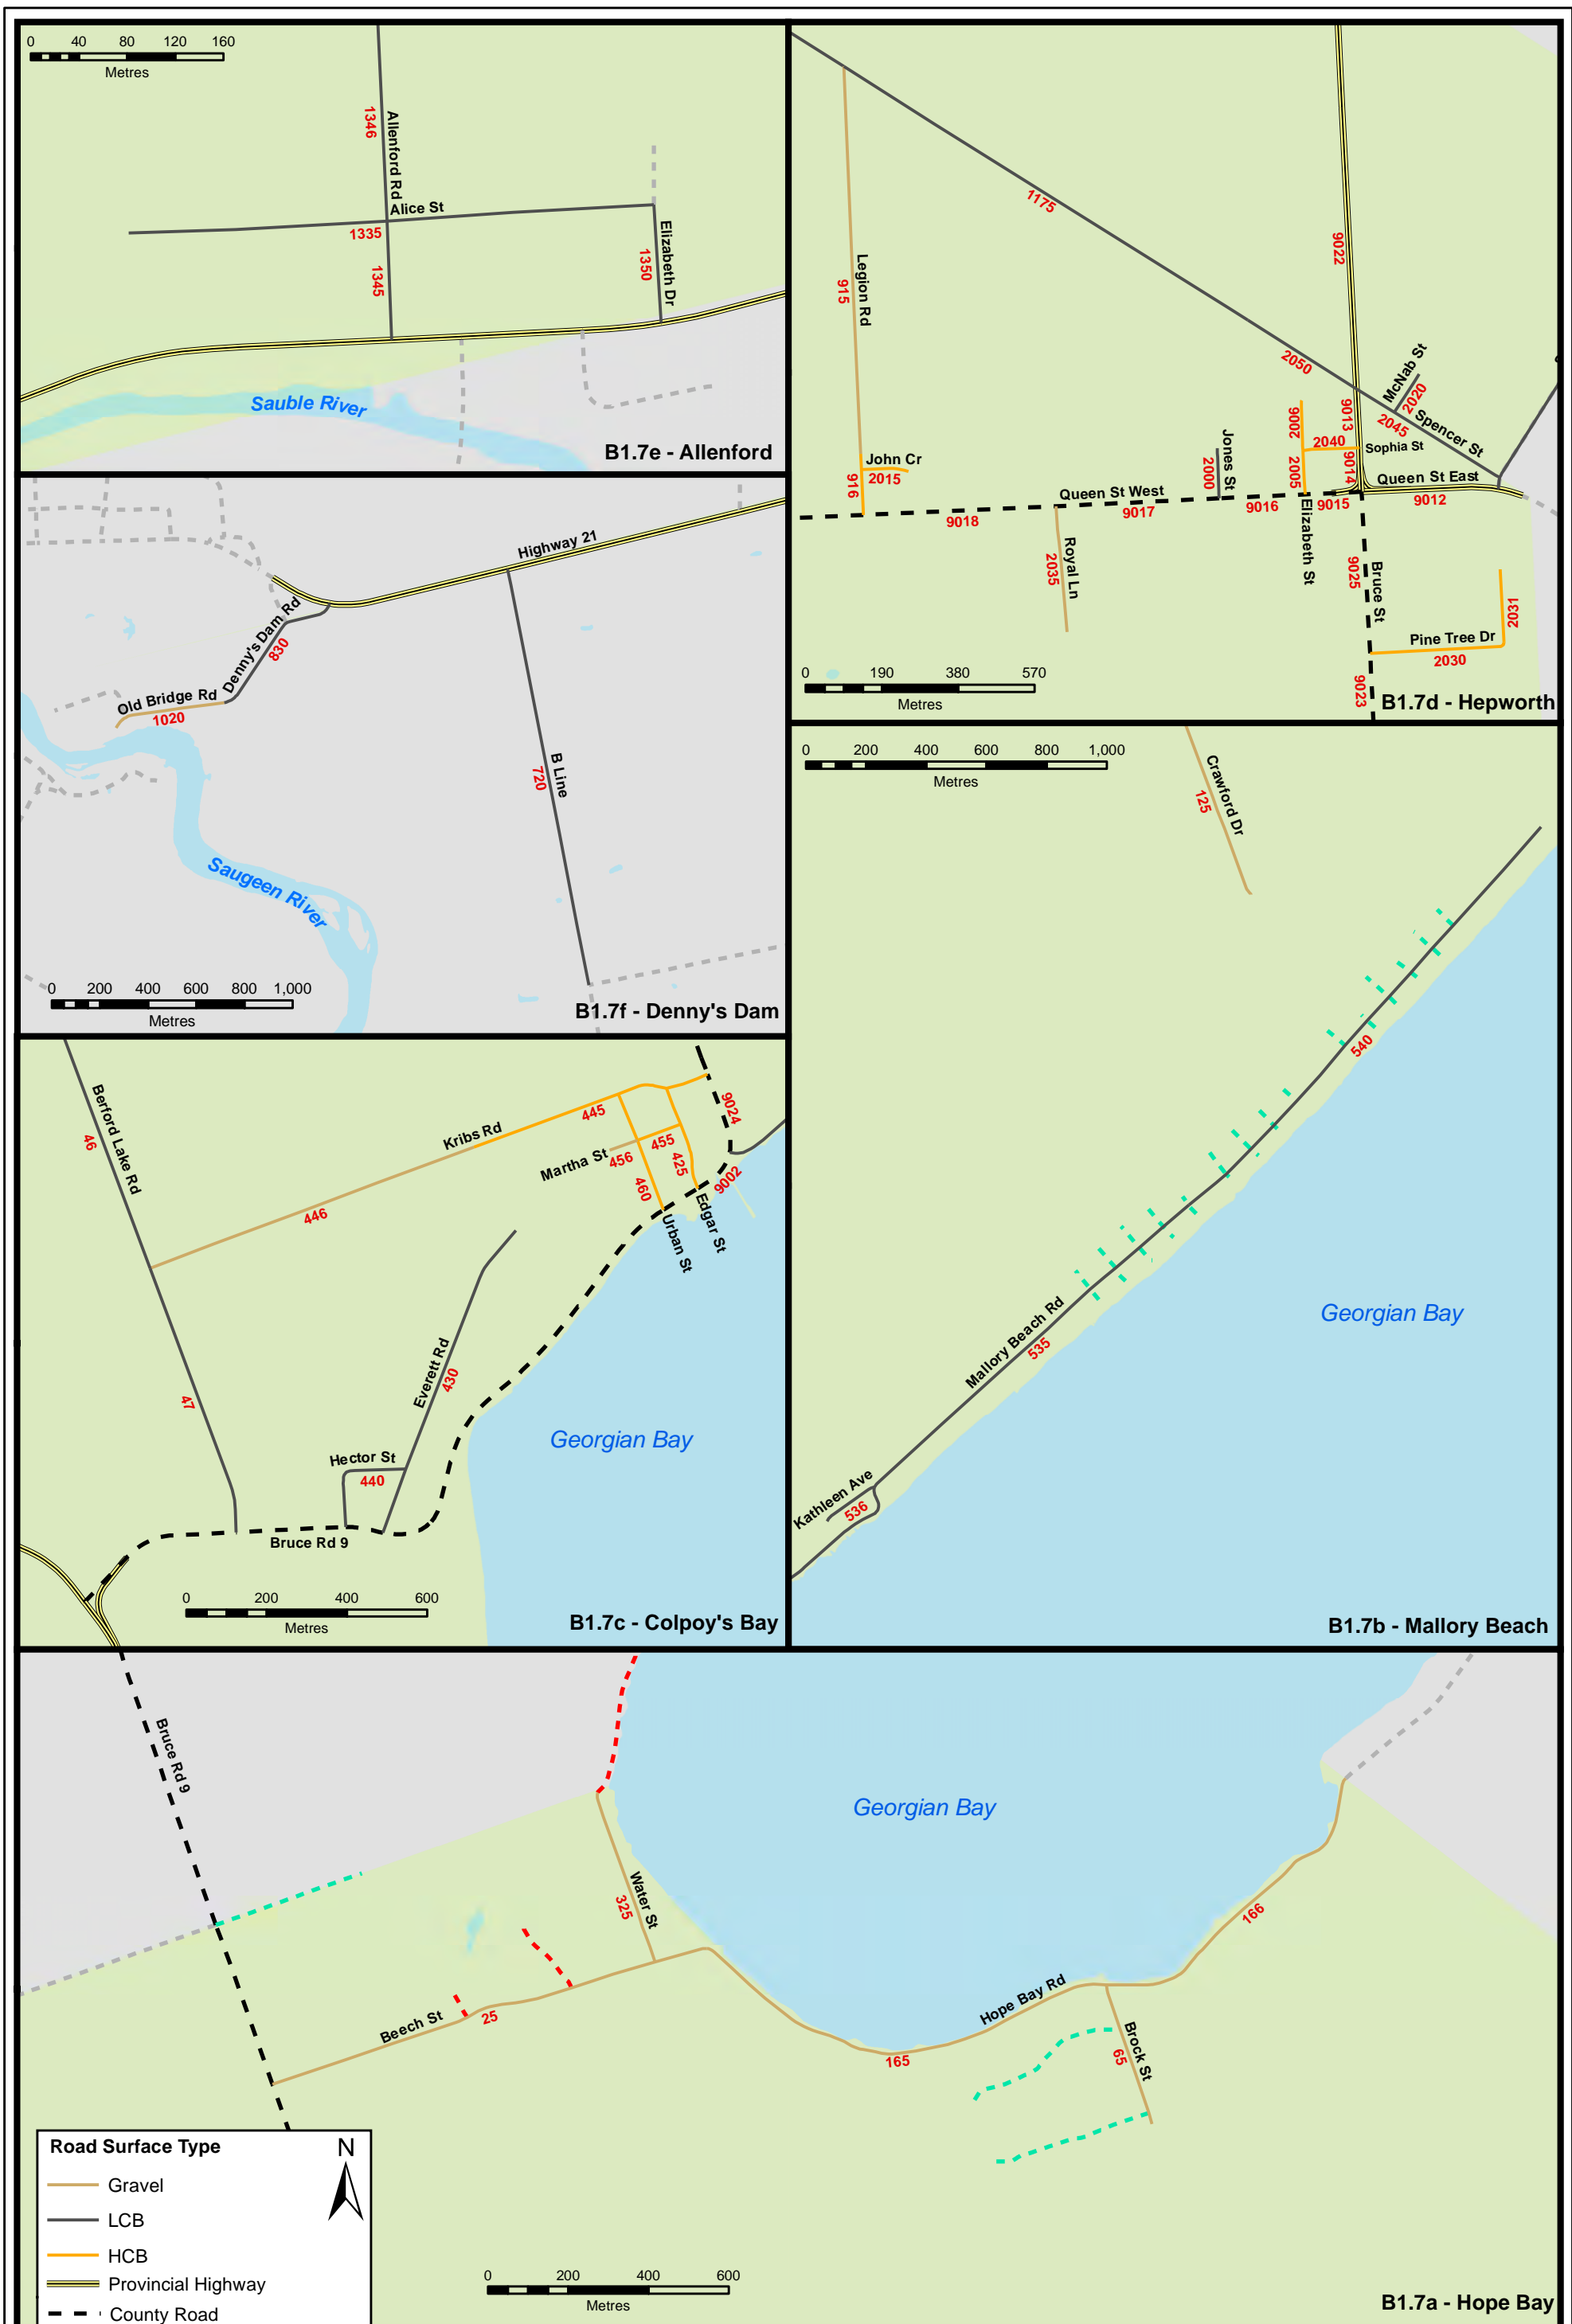 0 40 80 120 160
Metres
1346
Allenford Rd
Alice St
1335
1345
1350
Elizabeth Dr
Sauble River
B1.7e - Allenford
1175
9022
Legion Rd
915
2050
McNab St
2020
9013
2045
Spencer St
9006
2040
Sophia St
John Cr
2015
916
Jones St
2000
2005
9014
Queen St East
Queen St West
9018
9017
9016
9015
9012
Elizabeth St
Royal Ln
2035
9025
Bruce St
2031
Pine Tree Dr
2030
9023
0 190 380 570
Metres
B1.7d - Hepworth
Highway 21
Denny's Dam Rd
830
Old Bridge Rd
1020
B Line
720
Saugeen River
0 200 400 600 800 1,000
Metres
B1.7f - Denny's Dam
0 200 400 600 800 1,000
Metres
Crawford Dr
125
540
Mallory Beach Rd
535
Georgian Bay
Kathleen Ave
536
B1.7b - Mallory Beach
Berford Lake Rd
46
Kribs Rd
445
9024
Martha St
456
455
425
460
9002
446
Edgar St
Urban St
47
Everett Rd
430
Georgian Bay
Hector St
440
Bruce Rd 9
0 200 400 600
Metres
B1.7c - Colpoy's Bay
Bruce Rd 9
Georgian Bay
Water St
325
166
Hope Bay Rd
Beech St
25
165
Brock St
65
Road Surface Type
N
Gravel
LCB
HCB
Provincial Highway
County Road
0 200 400 600
Metres
B1.7a - Hope Bay